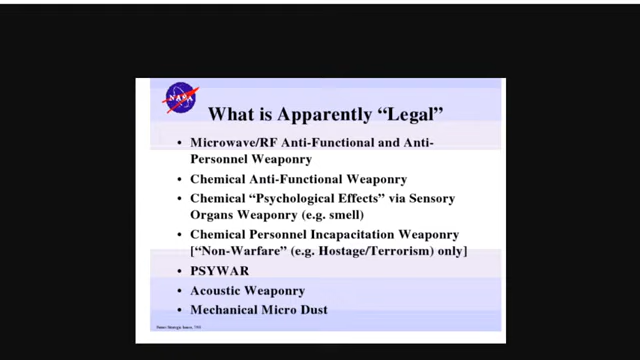 NASA
What is Apparently “Legal”
• Microwave/RF Anti-Functional and Anti-
Personnel Weaponry
• Chemical Anti-Functional Weaponry
• Chemical “Psychological Effects” via Sensory
Organs Weaponry (e.g. smell)
• Chemical Personnel Incapacitation Weaponry
[“Non-Warfare” (e.g. Hostage/Terrorism) only]
• PSYWAR
• Acoustic Weaponry
• Mechanical Micro Dust